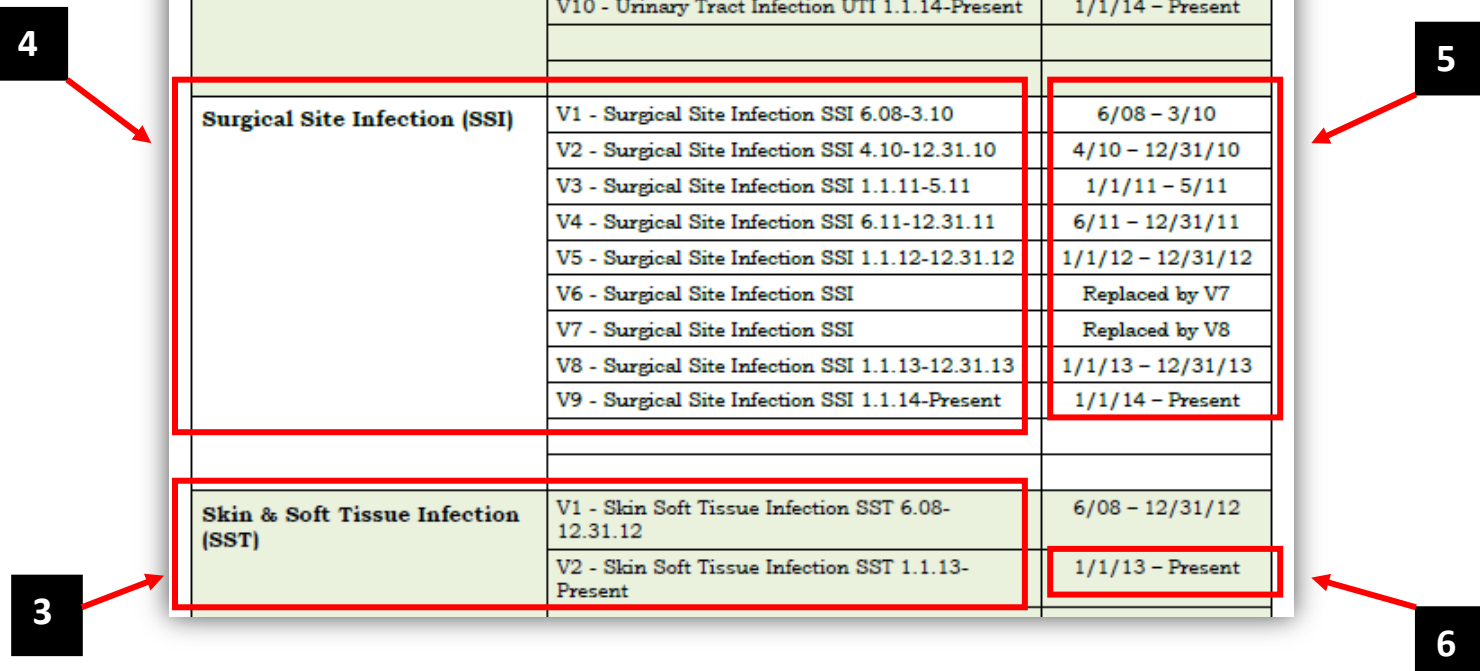 V10 - Urinary Tract Infection UTI 1.1.14-Present 1/1/14 – Present
4
5
Surgical Site Infection (SSI) V1 - Surgical Site Infection SSI 6.08-3.10 6/08 – 3/10
V2 - Surgical Site Infection SSI 4.10-12.31.10 4/10 – 12/31/10
V3 - Surgical Site Infection SSI 1.1.11-5.11 1/1/11 – 5/11
V4 - Surgical Site Infection SSI 6.11-12.31.11 6/11 – 12/31/11
V5 - Surgical Site Infection SSI 1.1.12-12.31.12 1/1/12 – 12/31/12
V6 - Surgical Site Infection SSI Replaced by V7
V7 - Surgical Site Infection SSI Replaced by V8
V8 - Surgical Site Infection SSI 1.1.13-12.31.13 1/1/13 – 12/31/13
V9 - Surgical Site Infection SSI 1.1.14-Present 1/1/14 – Present
Skin & Soft Tissue Infection V1 - Skin Soft Tissue Infection SST 6.08- 6/08 – 12/31/12
(SST) 12.31.12
V2 - Skin Soft Tissue Infection SST 1.1.13- 1/1/13 – Present
Present
3
6